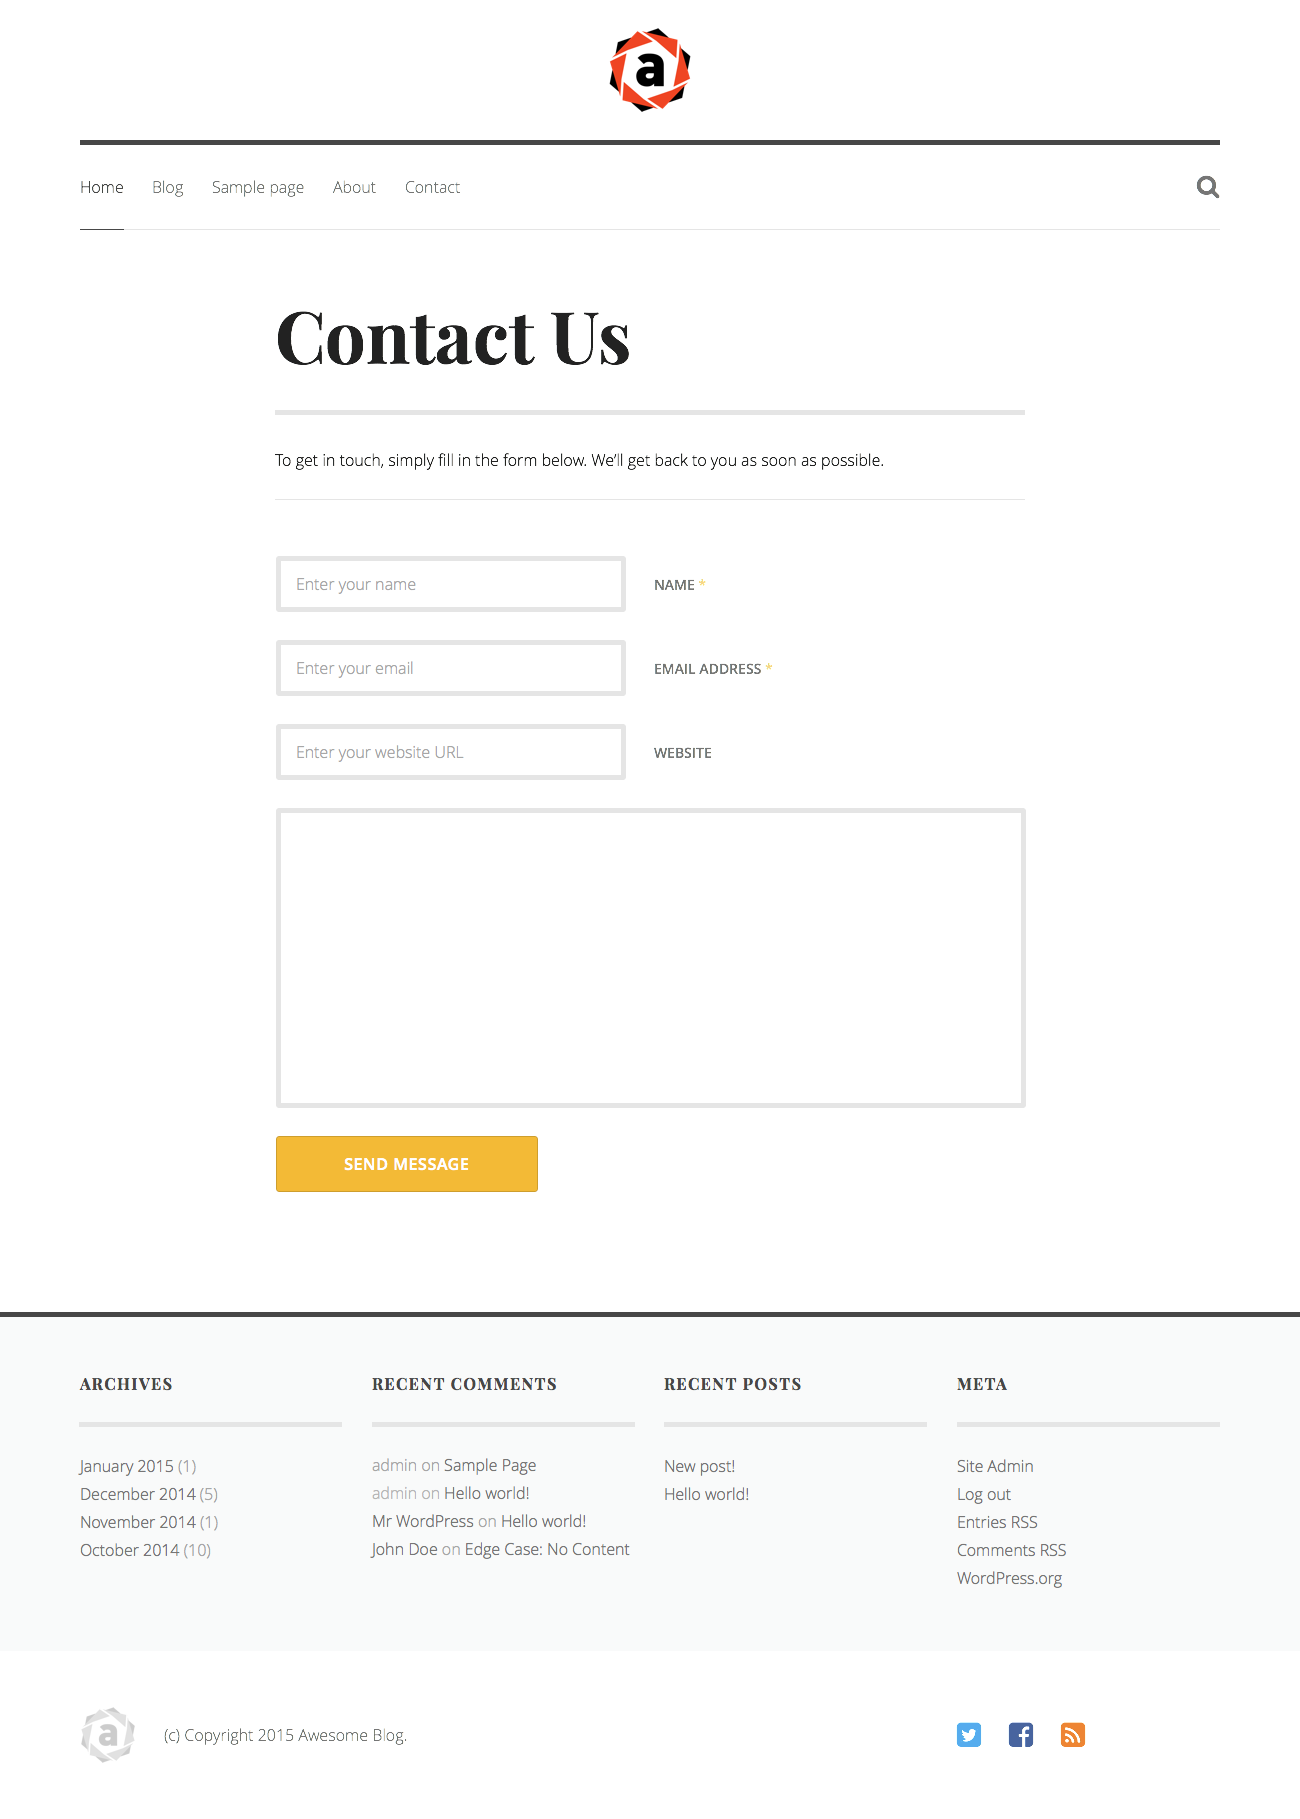 a
Home Blog Sample page About Contact
Contact Us
To get in touch, simply fill in the form below. We’ll get back to you as soon as possible.
Enter your name NAME *
Enter your email EMAIL ADDRESS *
Enter your website URL WEBSITE
SEND MESSAGE
ARCHIVES
January 2015 (1)
December 2014 (5)
November 2014 (1)
October 2014 (10)
RECENT COMMENTS
admin on Sample Page
admin on Hello world!
Mr WordPress on Hello world!
John Doe on Edge Case: No Content
RECENT POSTS
New post!
Hello world!
META
Site Admin
Log out
Entries RSS
Comments RSS
WordPress.org
a (c) Copyright 2015 Awesome Blog.